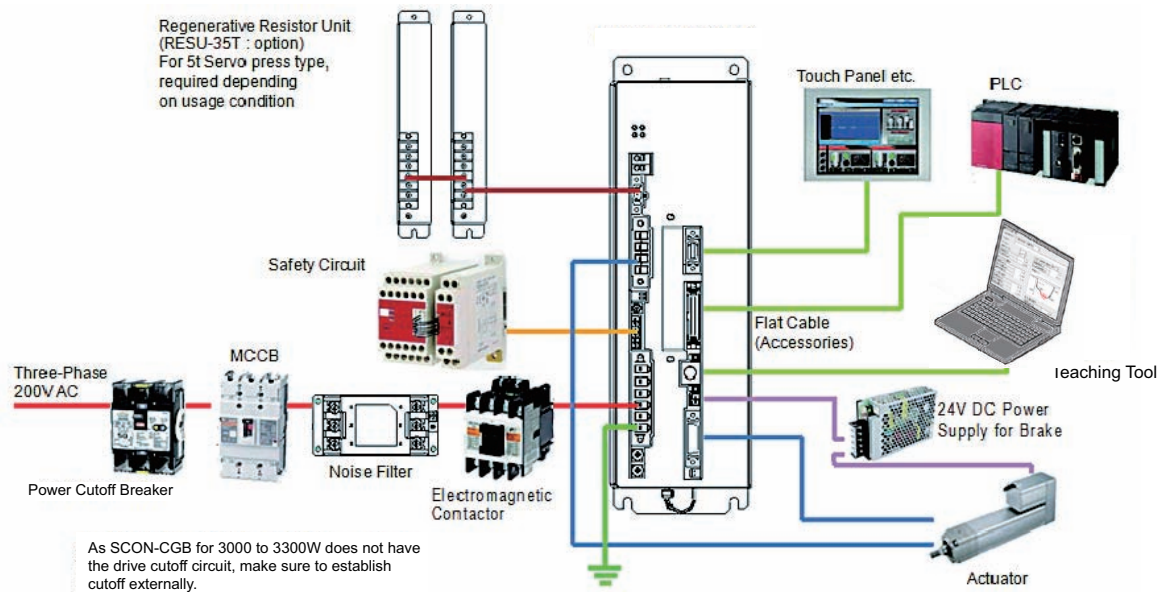 Regenerative Resistor Unit
(RESU-35T : option)
For 5t Servo press type,
required depending
on usage condition
Touch Panel etc.
PLC
Safety Circuit
Flat Cable
(Accessories)
Teaching Tool
MCCB
Three-Phase
200V AC
24V DC Power
Supply for Brake
Noise Filter
Power Cutoff Breaker
Electromagnetic
Contactor
As SCON-CGB for 3000 to 3300W does not have
the drive cutoff circuit, make sure to establish
cutoff externally.
Actuator